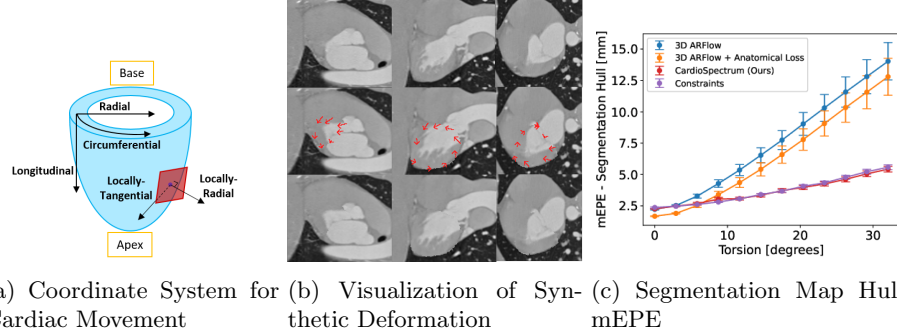 Base
Radial
Circumferential
Longitudinal
Locally-
Tangential
Locally-
Radial
Apex
mEPE - Segmentation Hull [mm]
15.0
12.5
10.0
7.5
5.0
2.5
3D ARFlow
3D ARFlow + Anatomical Loss
CardioSpectrum (Ours)
Constraints
0
10
20
30
Torsion [degrees]
a) Coordinate System for
Cardiac Movement
(b) Visualization of Syn-
thetic Deformation
(c) Segmentation Map Hull
mEPE